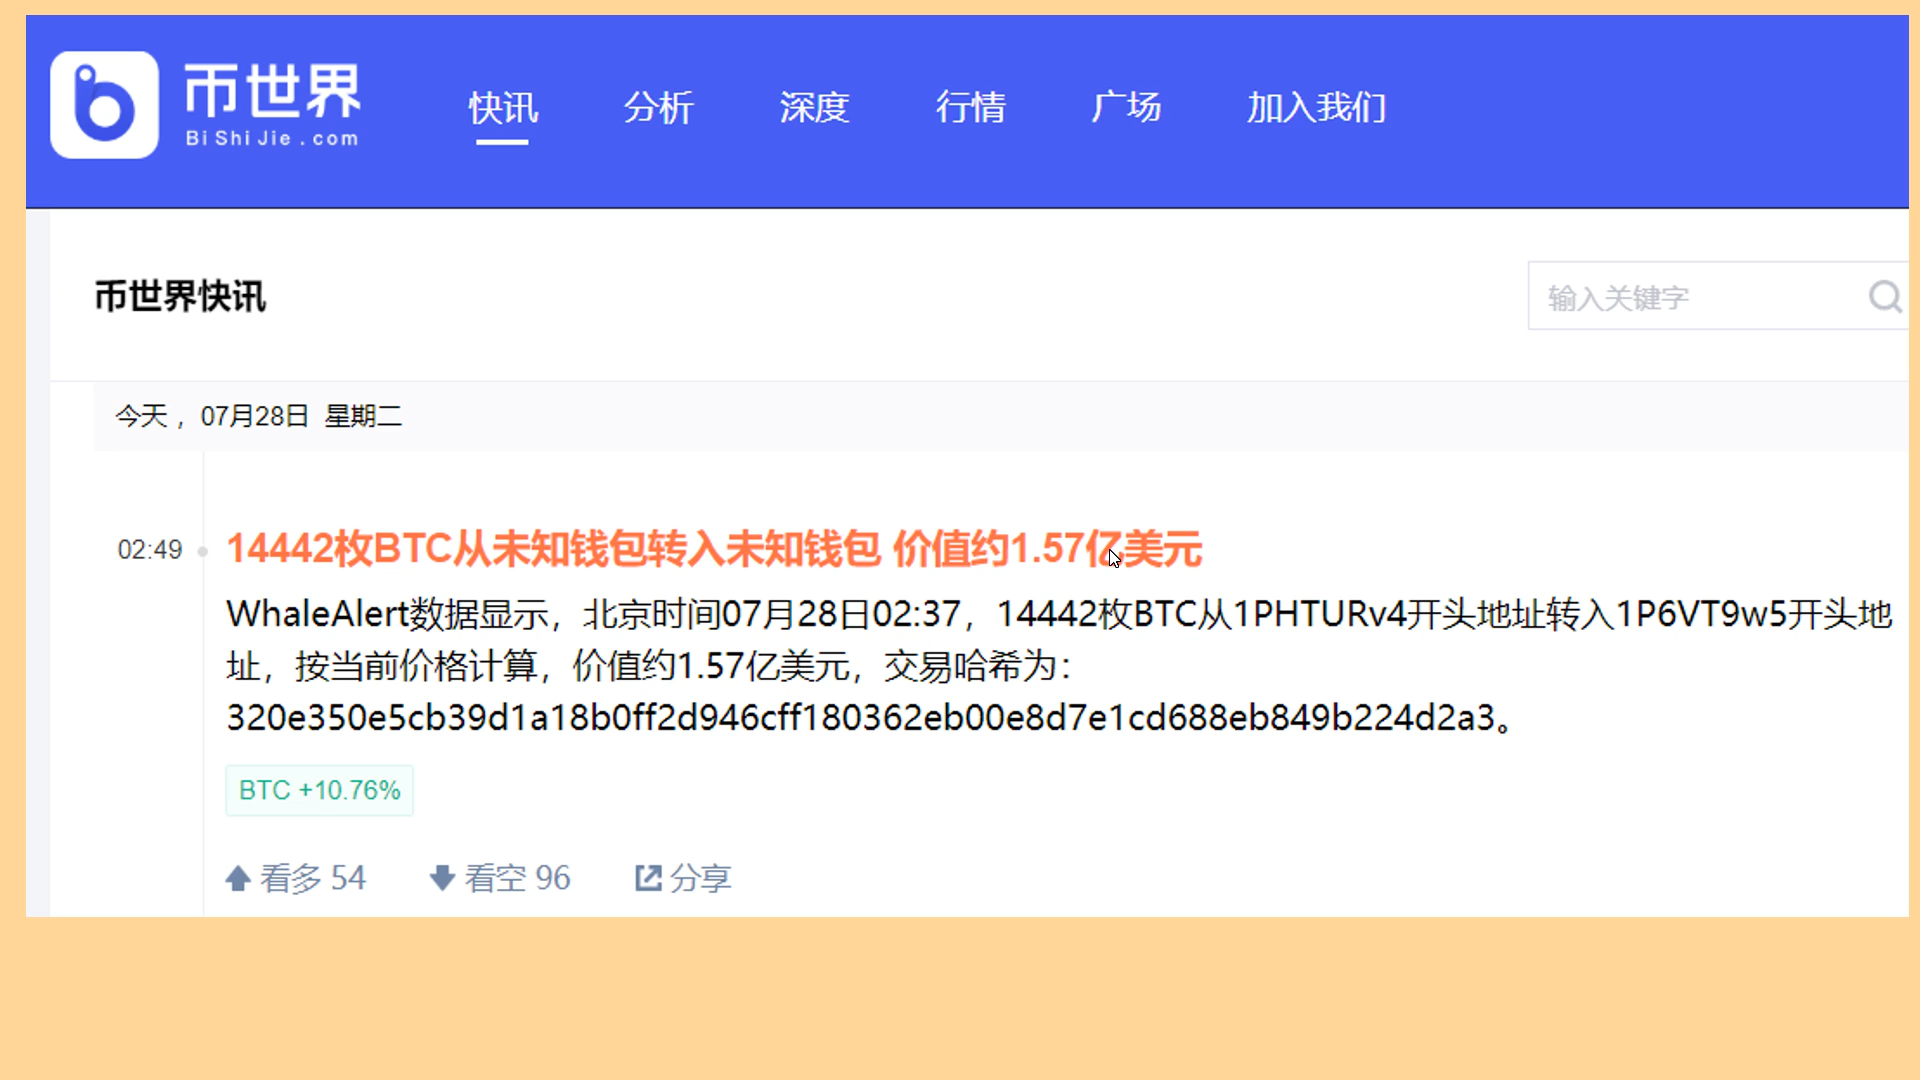 币世界
BiShiJie.com
快讯 分析 深度 行情 广场 加入我们
币世界快讯
输入关键字
今天，07月28日 星期二
02:49
14442枚BTC从未知钱包转入未知钱包 价值约1.57亿美元
WhaleAlert数据显示，北京时间07月28日02:37，14442枚BTC从1PHTURv4开头地址转入1P6VT9w5开头地
址，按当前价格计算，价值约1.57亿美元，交易哈希为：
320e350e5cb39d1a18b0ff2d946cff180362eb00e8d7e1cd688eb849b224d2a3。
BTC +10.76%
看多 54 看空 96 分享